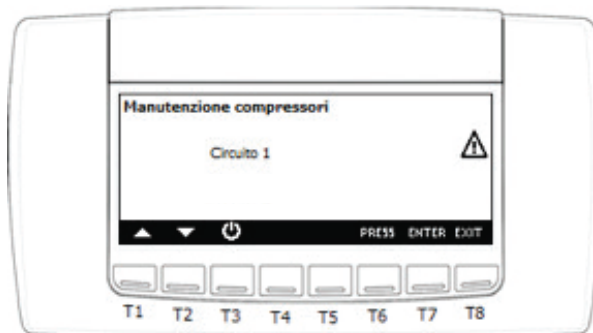 Manutenzione compressori
Circuito 1
PRESS ENTER EXIT
T1 T2 T3 T4 T5 T6 T7 T8